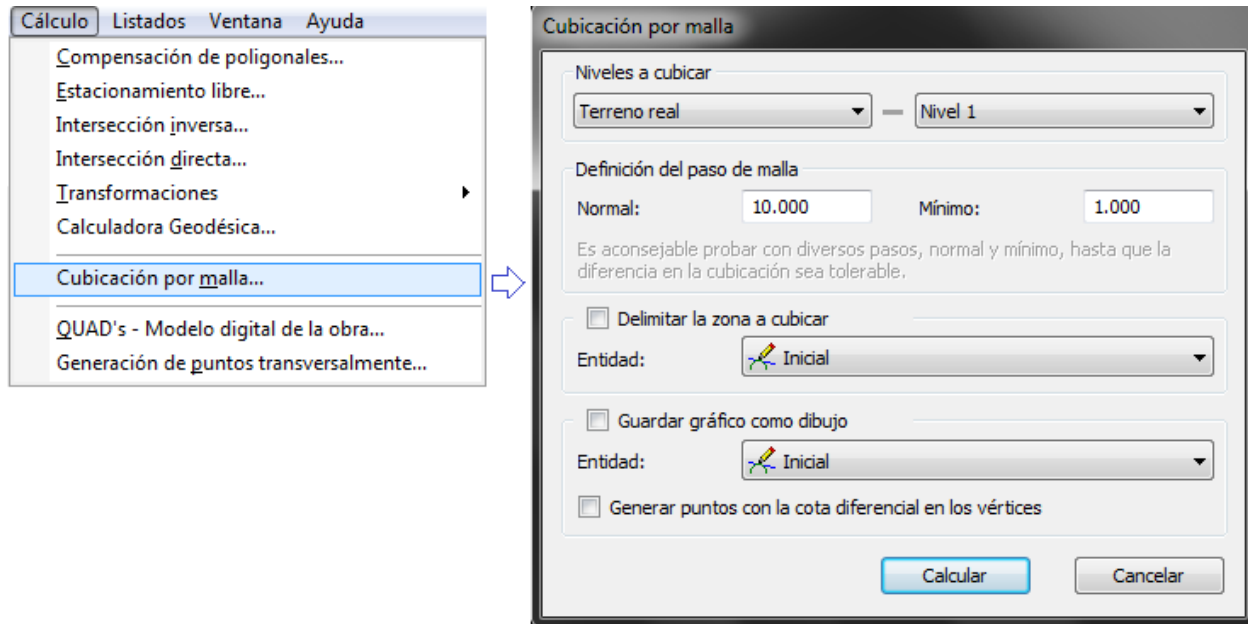 Cálculo Listados Ventana Ayuda
Compensación de poligonales...
Estacionamiento libre...
Intersección inversa...
Intersección directa...
Transformaciones
Calculadora Geodésica...
Cubicación por malla...
QUAD's - Modelo digital de la obra...
Generación de puntos transversalmente...
Cubicación por malla
Niveles a cubicar
Terreno real Nivel 1
Definición del paso de malla
Normal: 10.000 Mínimo: 1.000
Es aconsejable probar con diversos pasos, normal y mínimo, hasta que la
diferencia en la cubicación sea tolerable.
Delimitar la zona a cubicar
Entidad: Inicial
Guardar gráfico como dibujo
Entidad: Inicial
Generar puntos con la cota diferencial en los vértices
Calcular Cancelar